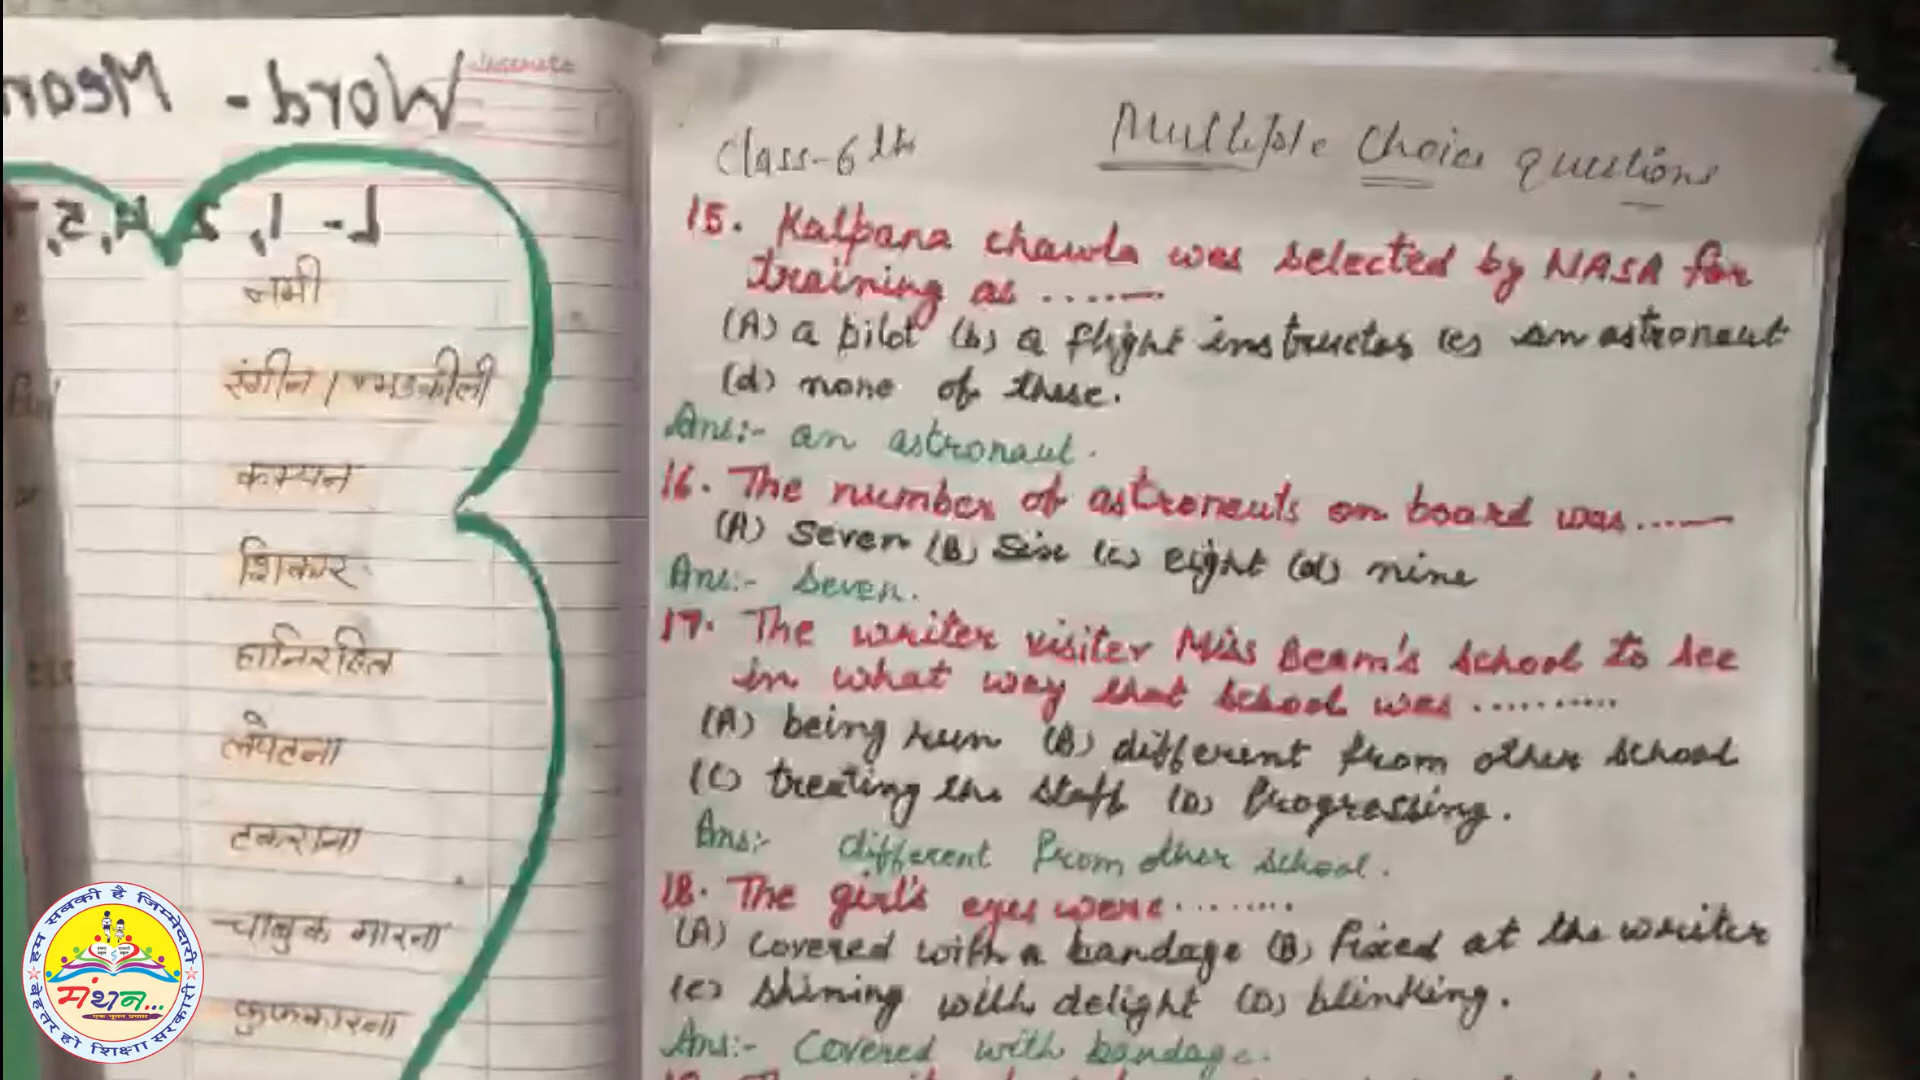 Word - Mean
L- 1, 2, 4, 5,
नमी
रंगीन / भड़कीली
कम्पन
शिकार
हानिरहित
लपेटना
टकराना
चाबुक मारना
फुफकारना
Class-6th
Multiple Choice Questions
15. Kalpana chawla was selected by NASA for
training as ......
(A) a pilot (b) a flight instructor (c) an astronaut
(d) none of these.
Ans:- an astronaut.
16. The number of astronauts on board was......
(A) Seven (B) Six (c) eight (d) nine
Ans:- Seven.
17. The writer visiter Miss Beam's school to see
in what way that school was ..........
(A) being run (B) different from other school
(C) treating the staff (D) Progressing.
Ans:- different from other school.
18. The girl's eyes were........
(A) covered with a bandage (B) fixed at the writer
(c) shining with delight (D) blinking.
Ans:- Covered with bandage.
हम सबकी है जिम्मेदारी
मंथन...
एक नूतन प्रयास
बेहतर हो शिक्षा सरकारी